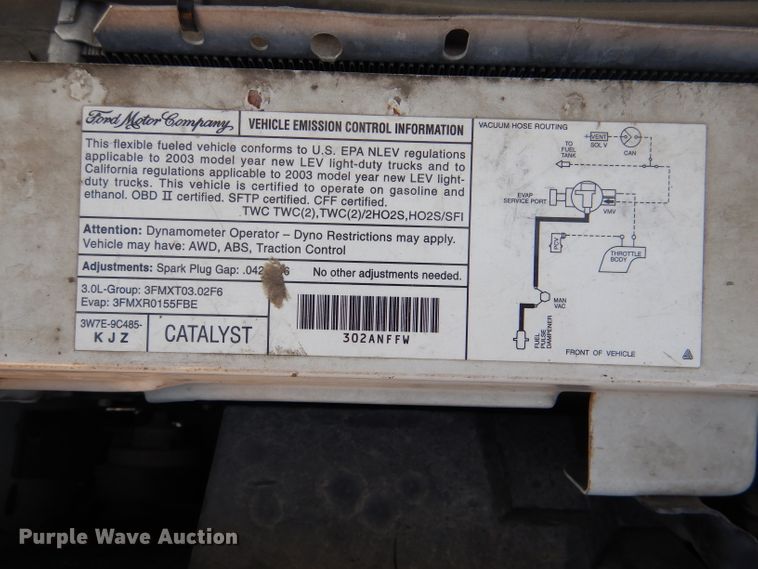 Ford Motor Company
VEHICLE EMISSION CONTROL INFORMATION
This flexible fueled vehicle conforms to U.S. EPA NLEV regulations
applicable to 2003 model year new LEV light-duty trucks and to
California regulations applicable to 2003 model year new LEV light-
duty trucks. This vehicle is certified to operate on gasoline and
ethanol. OBD II certified. SFTP certified. CFF certified.
TWC TWC(2),TWC(2)/2HO2S,HO2S/SFI
Attention: Dynamometer Operator – Dyno Restrictions may apply.
Vehicle may have: AWD, ABS, Traction Control
Adjustments: Spark Plug Gap: No other adjustments needed.
3.0L-Group: 3FMXT03.02F6
Evap: 3FMXR0155FBE
3W7E-9C485-
KJZ
CATALYST
302ANFFW
VACUUM HOSE ROUTING
VENT
SOL V
CAN
TO
FUEL
TANK
EVAP
SERVICE PORT
VMV
PCV
THROTTLE
BODY
MAN
VAC
FUEL
PULSE
DAMPENER
FRONT OF VEHICLE
Purple Wave Auction